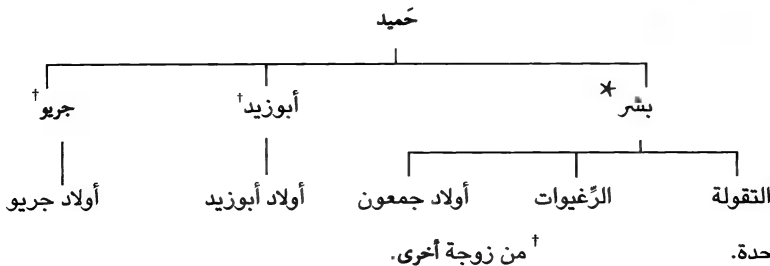 حَميد
بشر * أبوزيد † جريو †
التقولة الرِّغيوات أولاد جمعون أولاد أبوزيد أولاد جريو
حدة. † من زوجة أخرى.